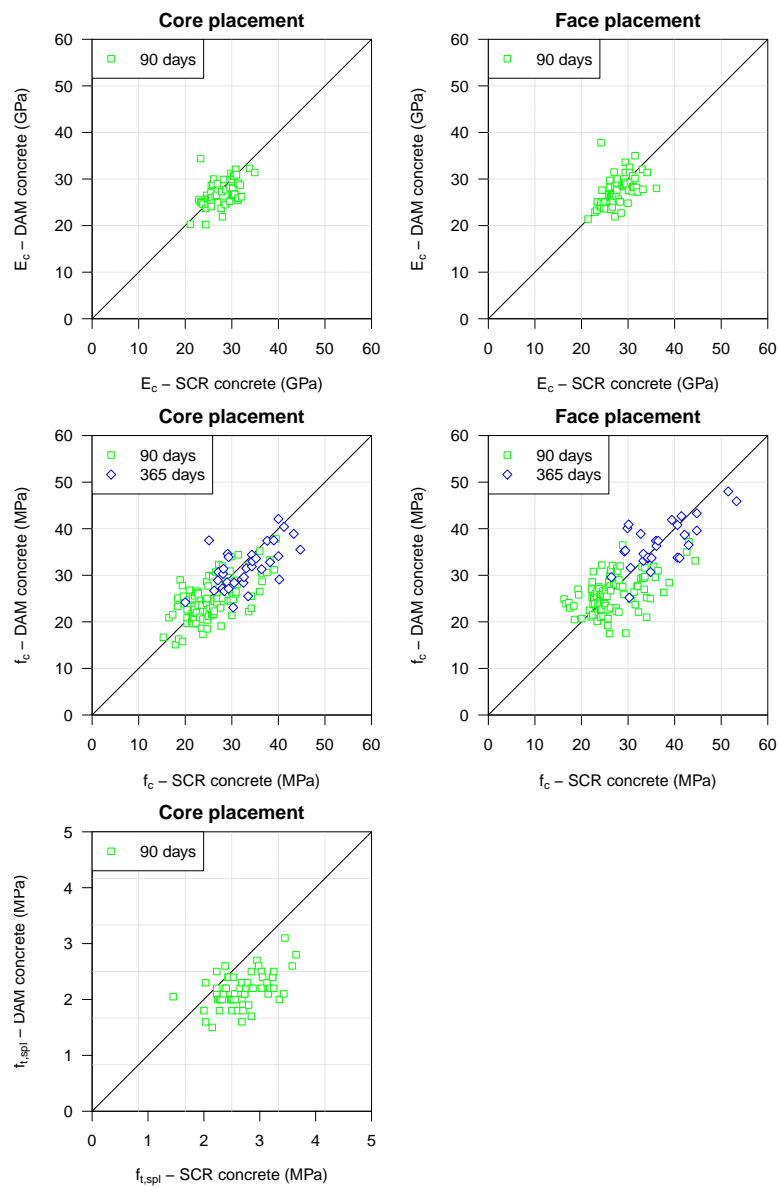 Core placement
60
50
40
30
20
10
0
E_c – DAM concrete (GPa)
90 days
0 10 20 30 40 50 60
E_c – SCR concrete (GPa)
Face placement
60
50
40
30
20
10
0
E_c – DAM concrete (GPa)
90 days
0 10 20 30 40 50 60
E_c – SCR concrete (GPa)
Core placement
60
50
40
30
20
10
0
f_c – DAM concrete (MPa)
90 days
365 days
0 10 20 30 40 50 60
f_c – SCR concrete (MPa)
Face placement
60
50
40
30
20
10
0
f_c – DAM concrete (MPa)
90 days
365 days
0 10 20 30 40 50 60
f_c – SCR concrete (MPa)
Core placement
5
4
3
2
1
0
f_t,spl – DAM concrete (MPa)
90 days
0 1 2 3 4 5
f_t,spl – SCR concrete (MPa)